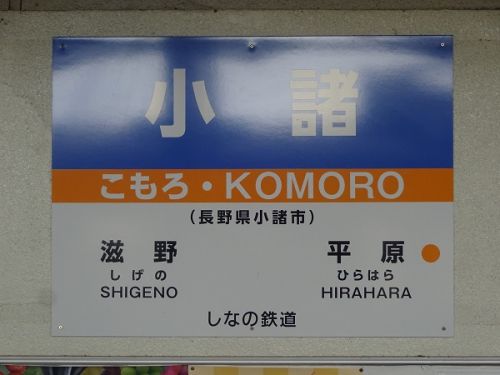 小諸
こもろ・KOMORO
(長野県小諸市)
滋野 平原
しげの ひらはら
SHIGENO HIRAHARA
しなの鉄道